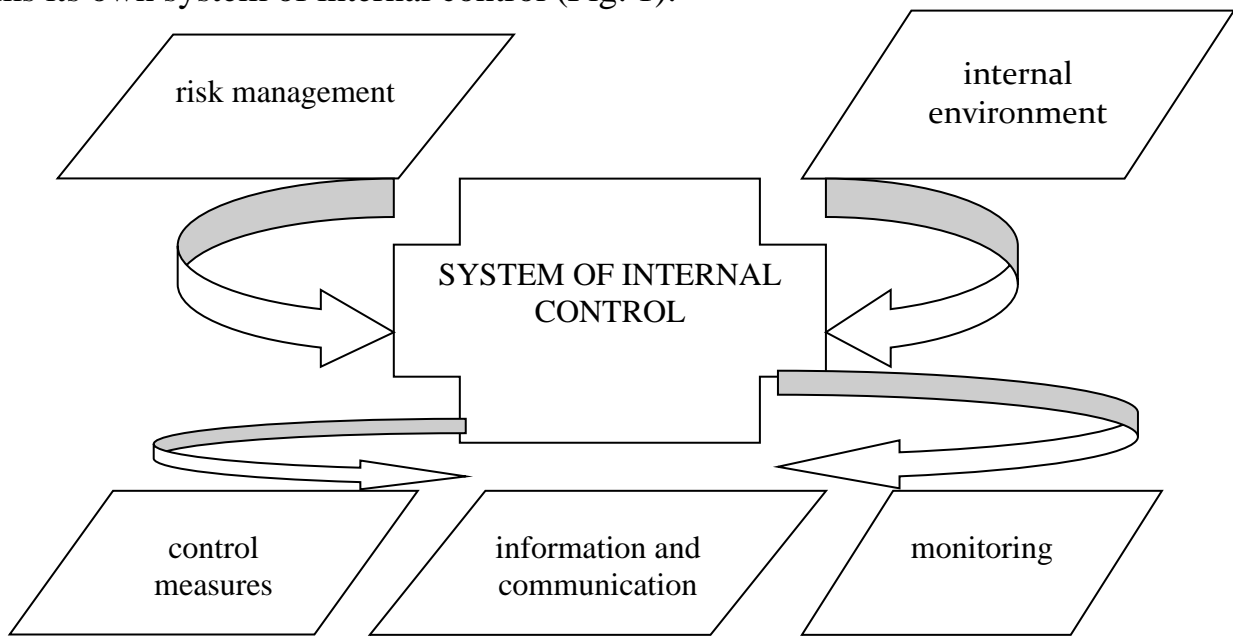 its own system of internal control (Fig. 1).
risk management
internal
environment
SYSTEM OF INTERNAL
CONTROL
control
measures
information and
communication
monitoring